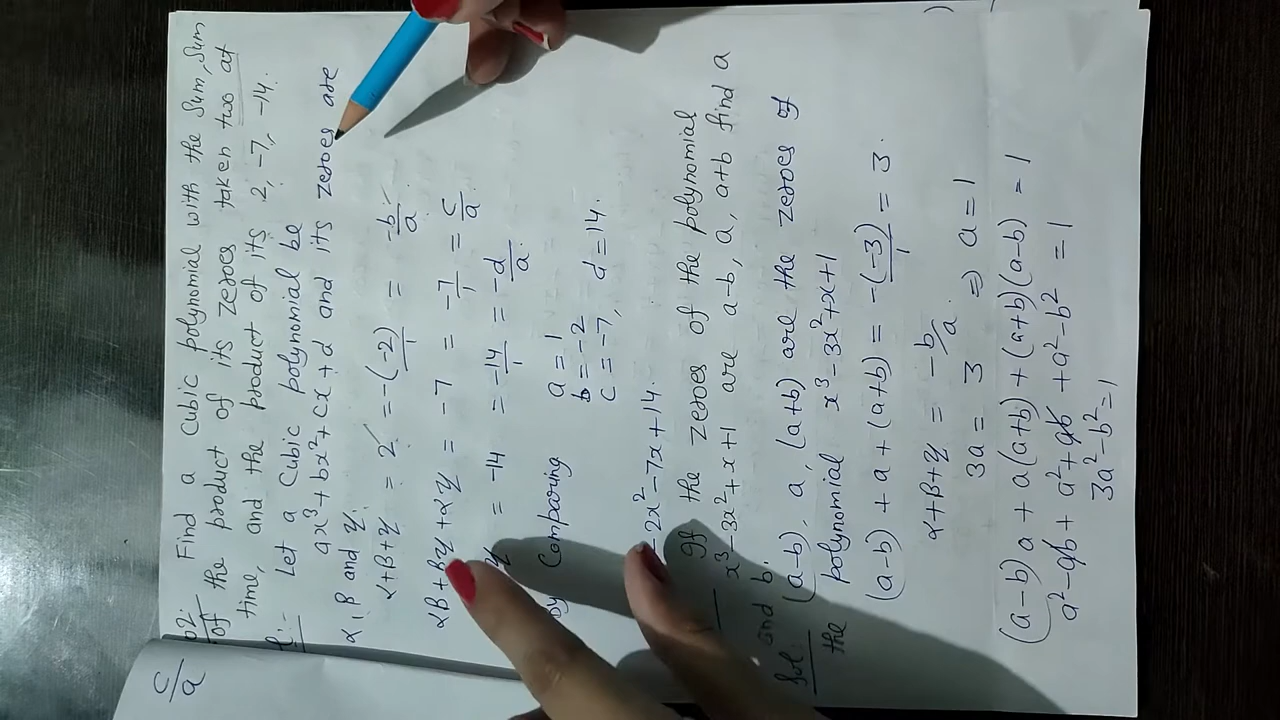 c/a
Q2: Find a Cubic polynomial with the Sum, Sum
of the product of its zeroes taken two at
time, and the product of its 2, -7, -14.
Let a Cubic polynomial be
ax³ + bx² + cx + d and its zeroes are
α, β and γ.
α+β+γ = 2 = -(-2)/1 = -b/a
αβ + βγ + αγ = -7 = -7/1 = c/a
γ = -14 = -14/1 = -d/a
by Comparing a = 1
b = -2
c = -7, d = 14.
-2x²-7x+14.
If the zeroes of the polynomial
x³-3x²+x+1 are a-b, a, a+b find a
and b.
Sol: (a-b), a, (a+b) are the zeroes of
the polynomial x³-3x²+x+1
(a-b) + a + (a+b) = -(-3)/1 = 3.
α+β+γ = -b/a
3a = 3 ⇒ a = 1
(a-b)a + a(a+b) + (a+b)(a-b) = 1
a²-ab + a²+ab + a²-b² = 1
3a²-b²=1